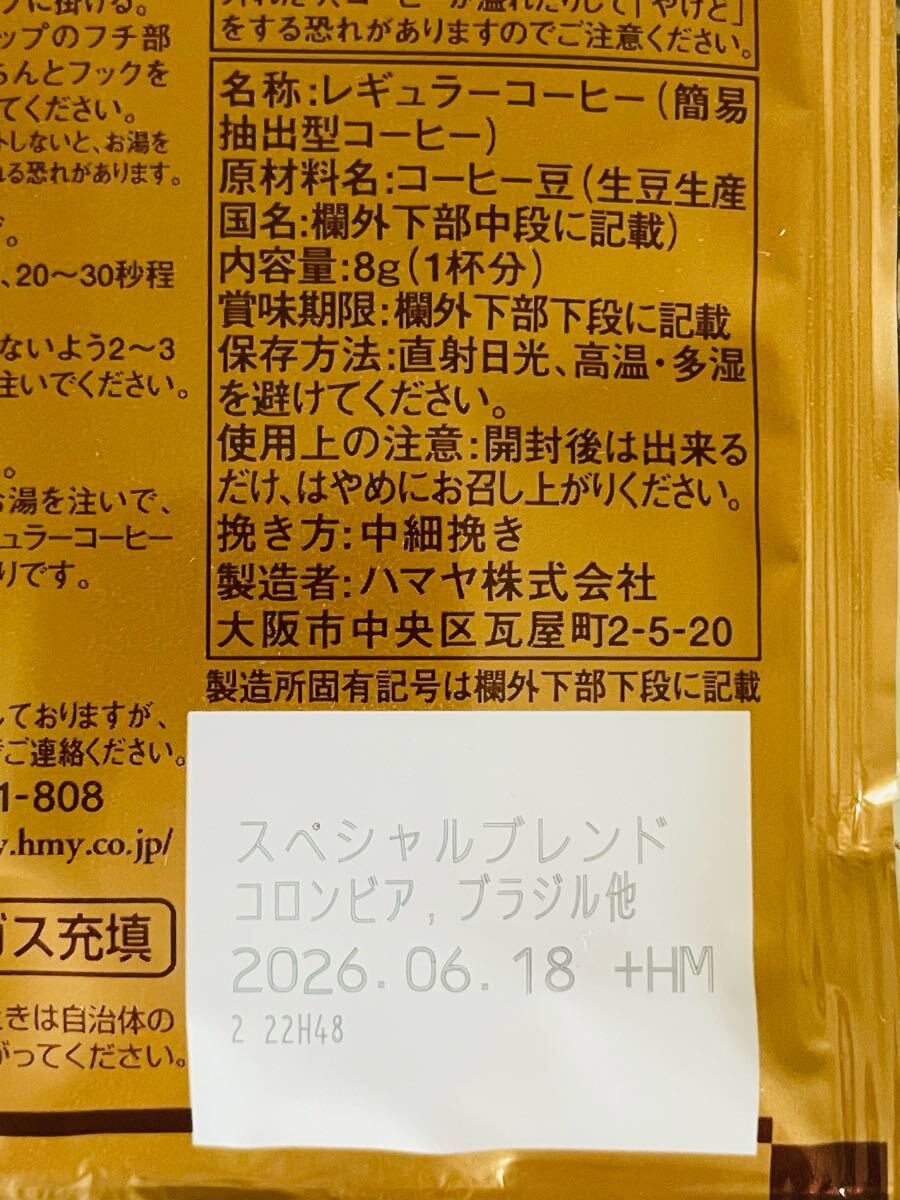 プに掛ける。
ップのフチ部
ちんとフックを
てください。
トしないと、お湯を
れる恐れがあります。
。
、20〜30秒程
ないよう2〜3
注いでください。
。
お湯を注いで、
ュラーコーヒー
りです。
しておりますが、
でご連絡ください。
1-808
.hmy.co.jp/
ガス充填
ときは自治体の
がってください。
をする恐れがありますのでご注意ください。
名称:レギュラーコーヒー(簡易
抽出型コーヒー)
原材料名:コーヒー豆(生豆生産
国名:欄外下部中段に記載)
内容量:8g(1杯分)
賞味期限:欄外下部下段に記載
保存方法:直射日光、高温・多湿
を避けてください。
使用上の注意:開封後は出来る
だけ、はやめにお召し上がりください。
挽き方:中細挽き
製造者:ハマヤ株式会社
大阪市中央区瓦屋町2-5-20
製造所固有記号は欄外下部下段に記載
スペシャルブレンド
コロンビア,ブラジル他
2026.06.18 +HM
2 22H48